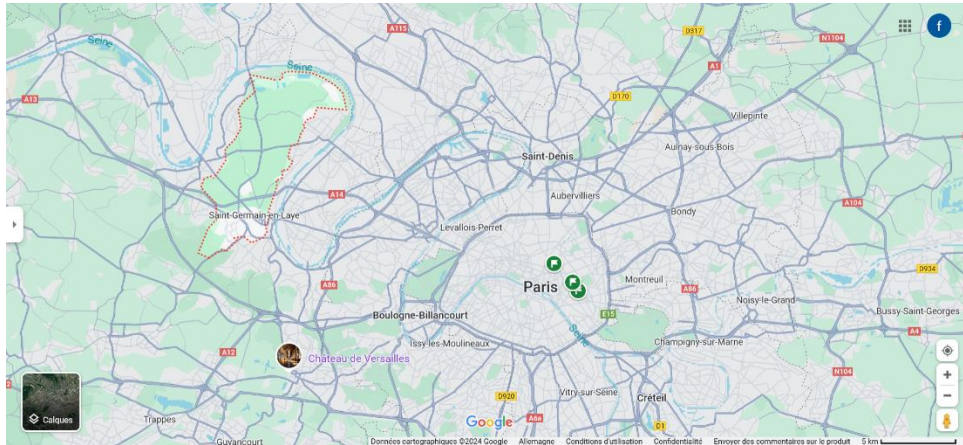 A115
D317
N1104
A1
Seine
Seine
A13
D170
Villepinte
Aulnay-sous-Bois
Saint-Denis
A14
Aubervilliers
A104
Bondy
Saint-Germain-en-Laye
Levallois-Perret
Paris
Montreuil
A86
A86
D934
Noisy-le-Grand
Bussy-Saint-Georges
Boulogne-Billancourt
E15
A4
Seine
Issy-les-Moulineaux
Champigny-sur-Marne
A12
Château de Versailles
N104
Vitry-sur-Seine
D920
Créteil
Calques
Trappes
A6a
D1
Guyancourt
Google
Données cartographiques ©2024 Google Allemagne Conditions d'utilisation Confidentialité Envoyer des commentaires sur le produit 5 km
f